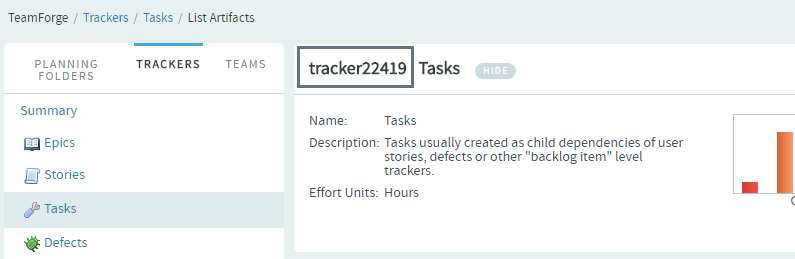 TeamForge / Trackers / Tasks / List Artifacts
PLANNING
FOLDERS
TRACKERS
TEAMS
Summary
Epics
Stories
Tasks
Defects
tracker22419 Tasks HIDE
Name: Tasks
Description: Tasks usually created as child dependencies of user
stories, defects or other "backlog item" level
trackers.
Effort Units: Hours